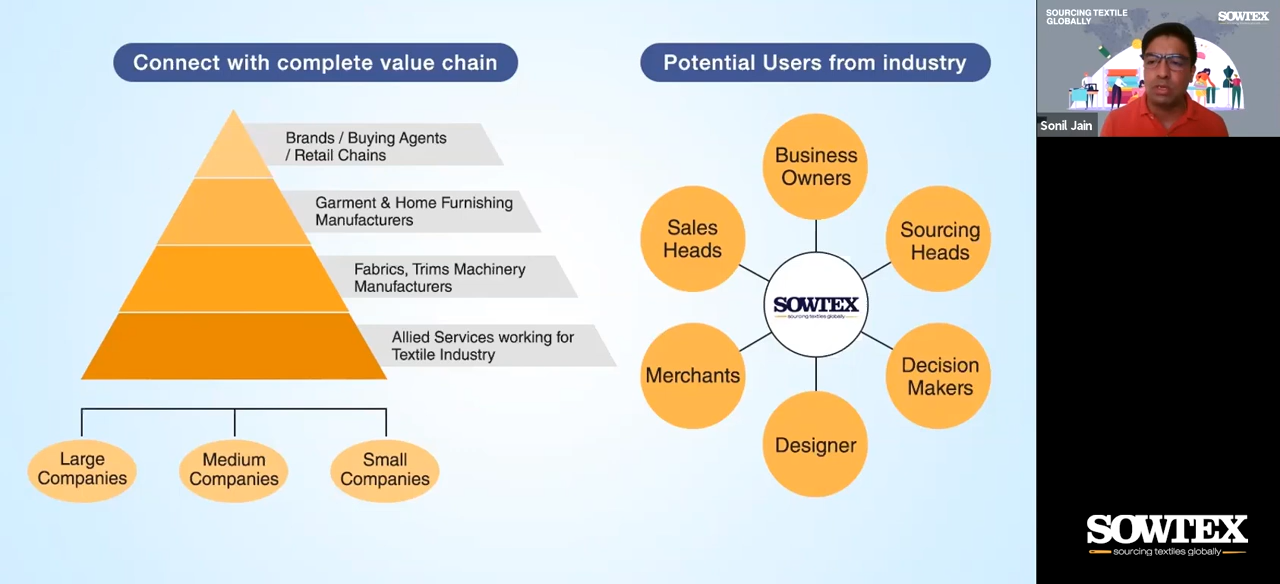 Connect with complete value chain
Brands / Buying Agents
/ Retail Chains
Garment & Home Furnishing
Manufacturers
Fabrics, Trims Machinery
Manufacturers
Allied Services working for
Textile Industry
Large
Companies
Medium
Companies
Small
Companies
Potential Users from industry
Business
Owners
Sales
Heads
Sourcing
Heads
SOWTEX
sourcing textiles globally
Merchants
Decision
Makers
Designer
SOURCING TEXTILE
GLOBALLY
SOWTEX
Sonil Jain
SOWTEX
sourcing textiles globally